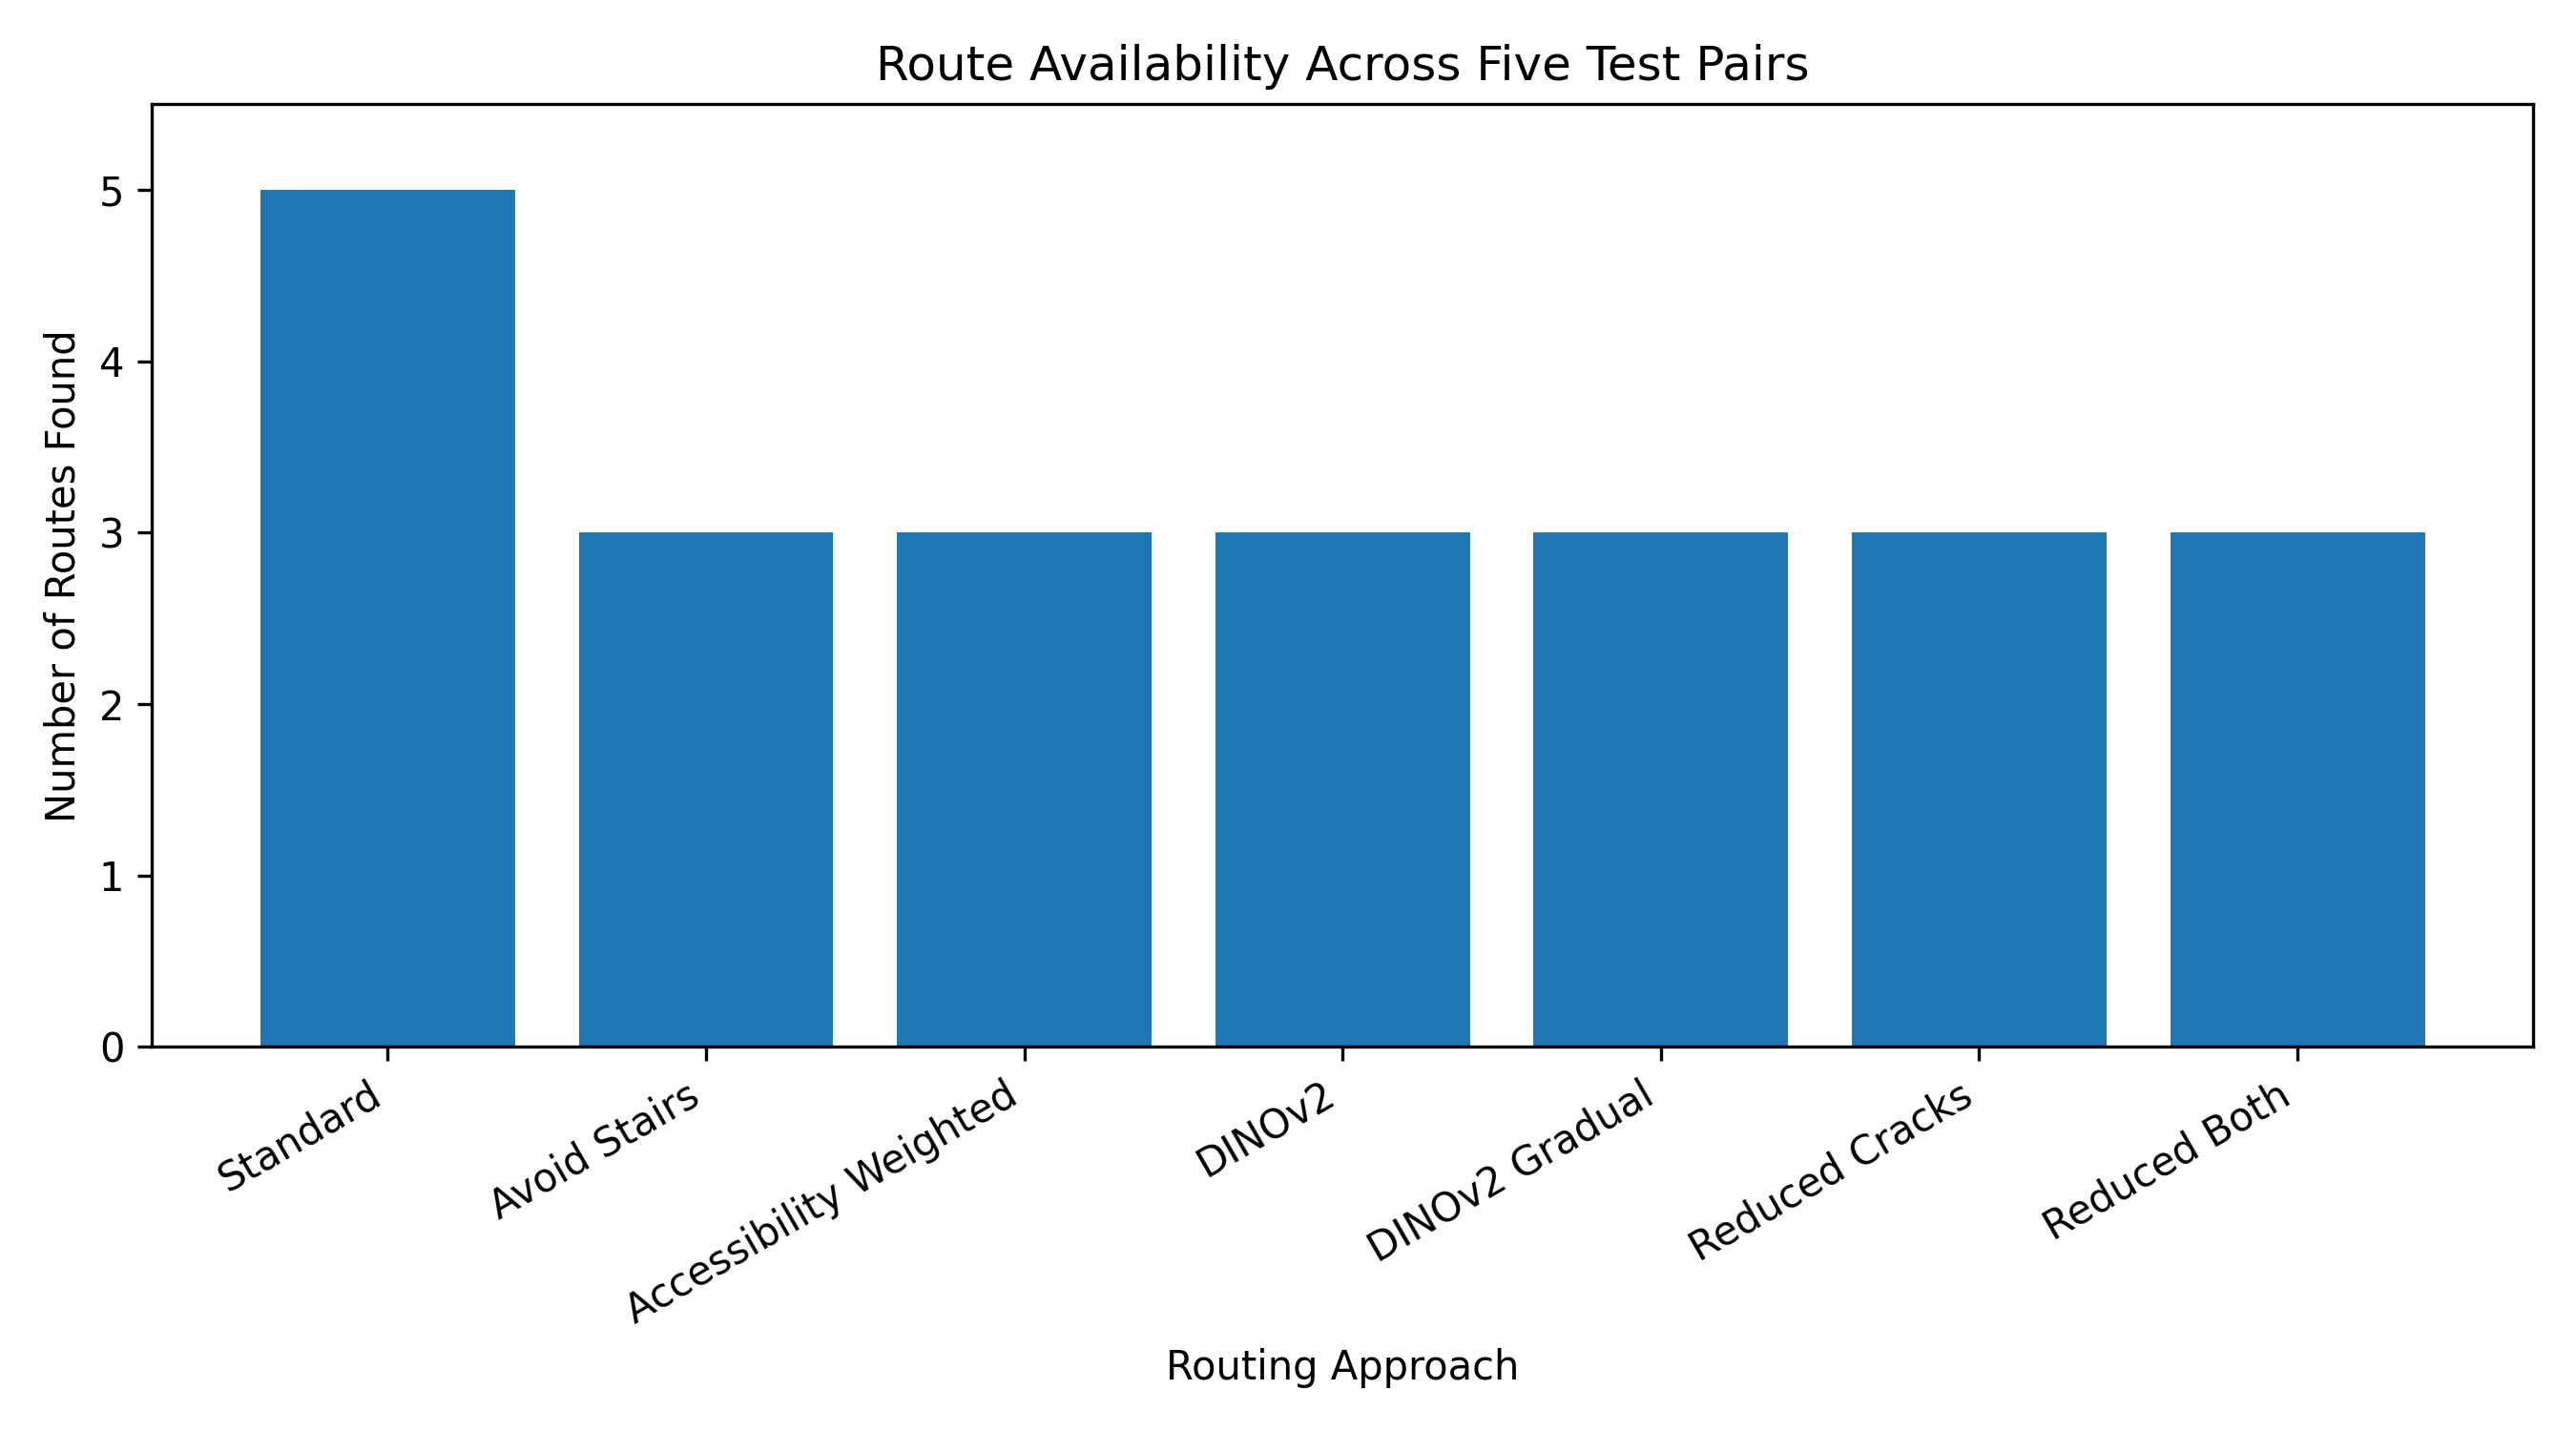 Route Availability Across Five Test Pairs
Number of Routes Found
5
4
3
2
1
0
Standard
Avoid Stairs
Accessibility Weighted
DINOv2
DINOv2 Gradual
Reduced Cracks
Reduced Both
Routing Approach